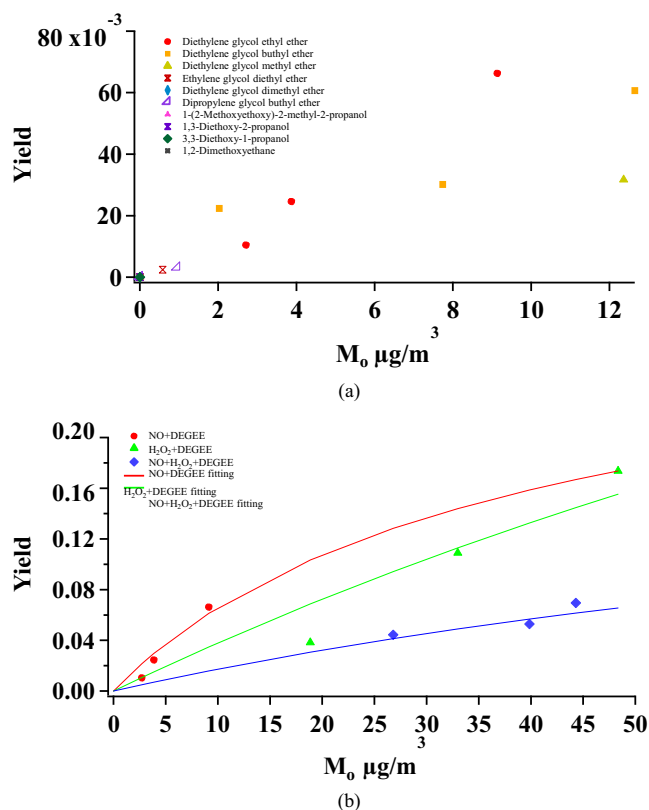 80 x10-3
Diethylene glycol ethyl ether
Diethylene glycol buthyl ether
Diethylene glycol methyl ether
Ethylene glycol diethyl ether
Diethylene glycol dimethyl ether
Dipropylene glycol buthyl ether
1-(2-Methoxyethoxy)-2-methyl-2-propanol
1,3-Diethoxy-2-propanol
3,3-Diethoxy-1-propanol
1,2-Dimethoxyethane
60
40
20
0
Yield
0 2 4 6 8 10 12
Mo µg/m3
(a)
0.20
NO+DEGEE
H2O2+DEGEE
NO+H2O2+DEGEE
NO+DEGEE fitting
H2O2+DEGEE fitting
NO+H2O2+DEGEE fitting
0.16
0.12
0.08
0.04
0.00
Yield
0 5 10 15 20 25 30 35 40 45 50
Mo µg/m3
(b)